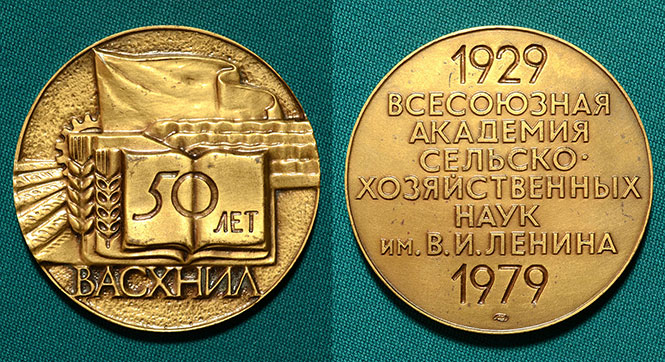 50
ЛЕТ
ВАСХНИЛ
1929
ВСЕСОЮЗНАЯ
АКАДЕМИЯ
СЕЛЬСКО-
ХОЗЯЙСТВЕННЫХ
НАУК
им. В. И. ЛЕНИНА
1979